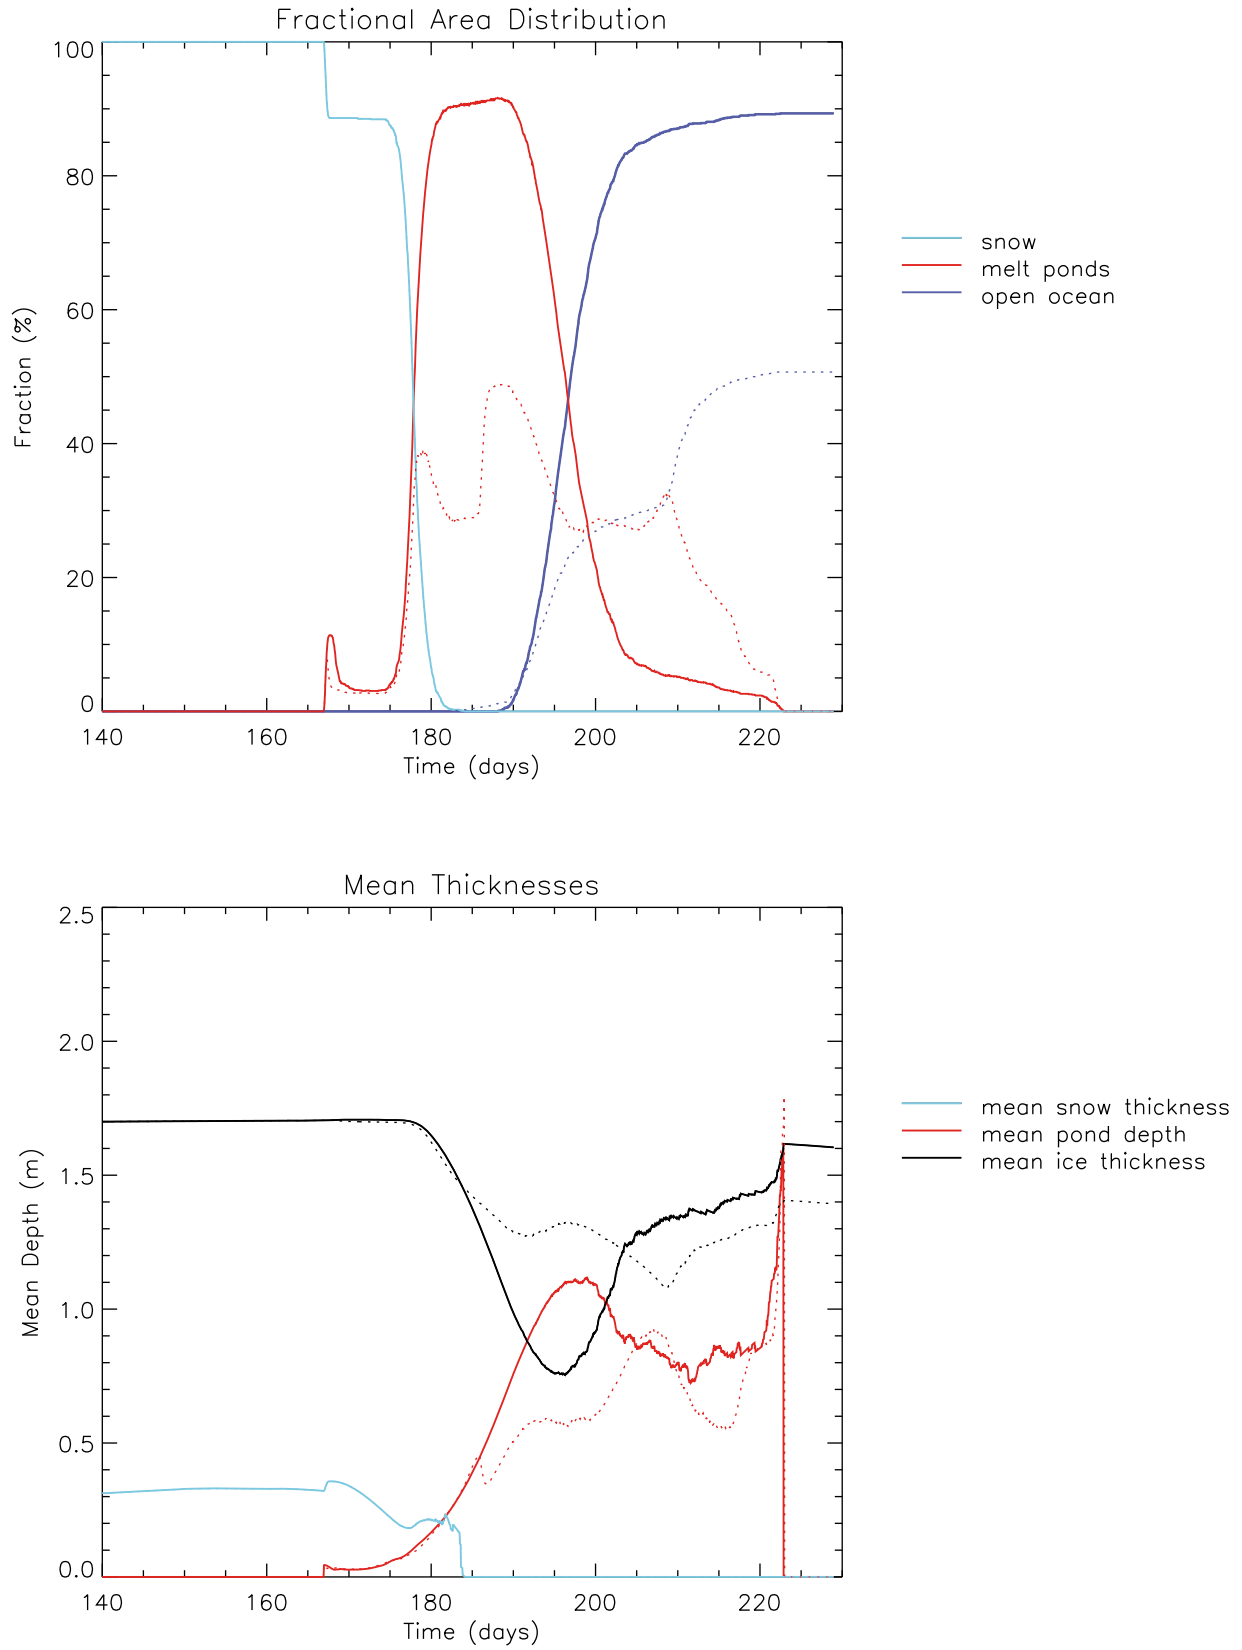 Fractional Area Distribution
100
80
60
40
20
0
Fraction (%)
140 160 180 200 220
Time (days)
snow
melt ponds
open ocean
Mean Thicknesses
2.5
2.0
1.5
1.0
0.5
0.0
Mean Depth (m)
140 160 180 200 220
Time (days)
mean snow thickness
mean pond depth
mean ice thickness